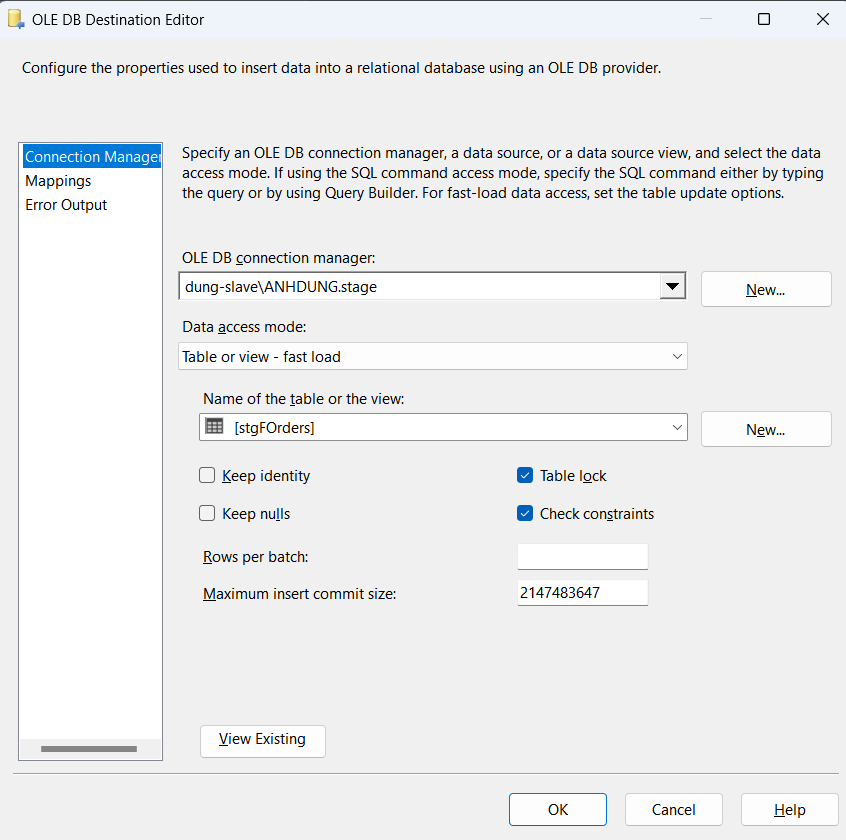 OLE DB Destination Editor
Configure the properties used to insert data into a relational database using an OLE DB provider.
Connection Manager
Mappings
Error Output
Specify an OLE DB connection manager, a data source, or a data source view, and select the data
access mode. If using the SQL command access mode, specify the SQL command either by typing
the query or by using Query Builder. For fast-load data access, set the table update options.
OLE DB connection manager:
dung-slave\ANHDUNG.stage
New...
Data access mode:
Table or view - fast load
Name of the table or the view:
[stgFOrders]
New...
Keep identity
Table lock
Keep nulls
Check constraints
Rows per batch:
Maximum insert commit size:
2147483647
View Existing
OK
Cancel
Help